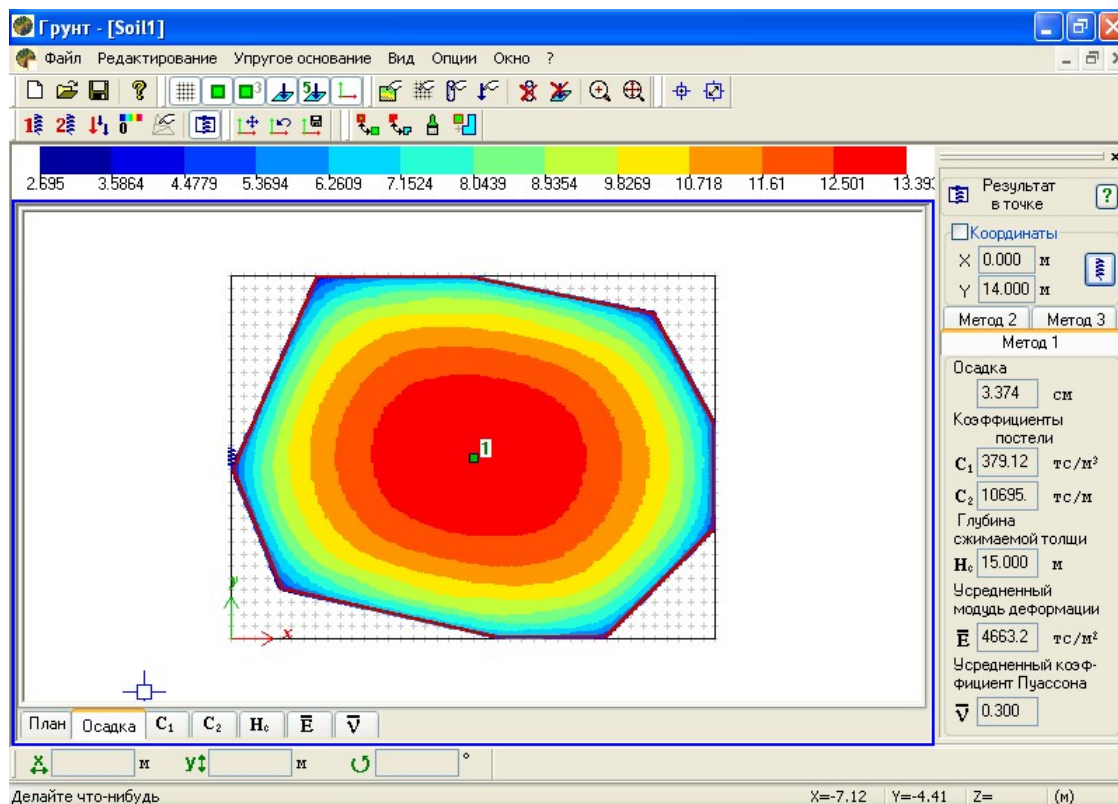 Грунт - [Soil1]
Файл Редактирование Упругое основание Вид Опции Окно ?
2.695 3.5864 4.4779 5.3694 6.2609 7.1524 8.0439 8.9354 9.8269 10.718 11.61 12.501 13.393
Результат
в точке
?
Координаты
X 0.000 м
Y 14.000 м
Метод 2 Метод 3
Метод 1
Осадка
3.374 см
Коэффициенты
постели
C₁ 379.12 тс/м³
C₂ 10695. тс/м
Глубина
сжимаемой толщи
Hc 15.000 м
Усредненный
модудь деформации
E̅ 4663.2 тс/м²
Усредненный коэф-
фициент Пуассона
V̅ 0.300
1
y
x
План Осадка C₁ C₂ Hc E̅ V̅
X м y м °
Делайте что-нибудь X=-7.12 Y=-4.41 Z= (м)